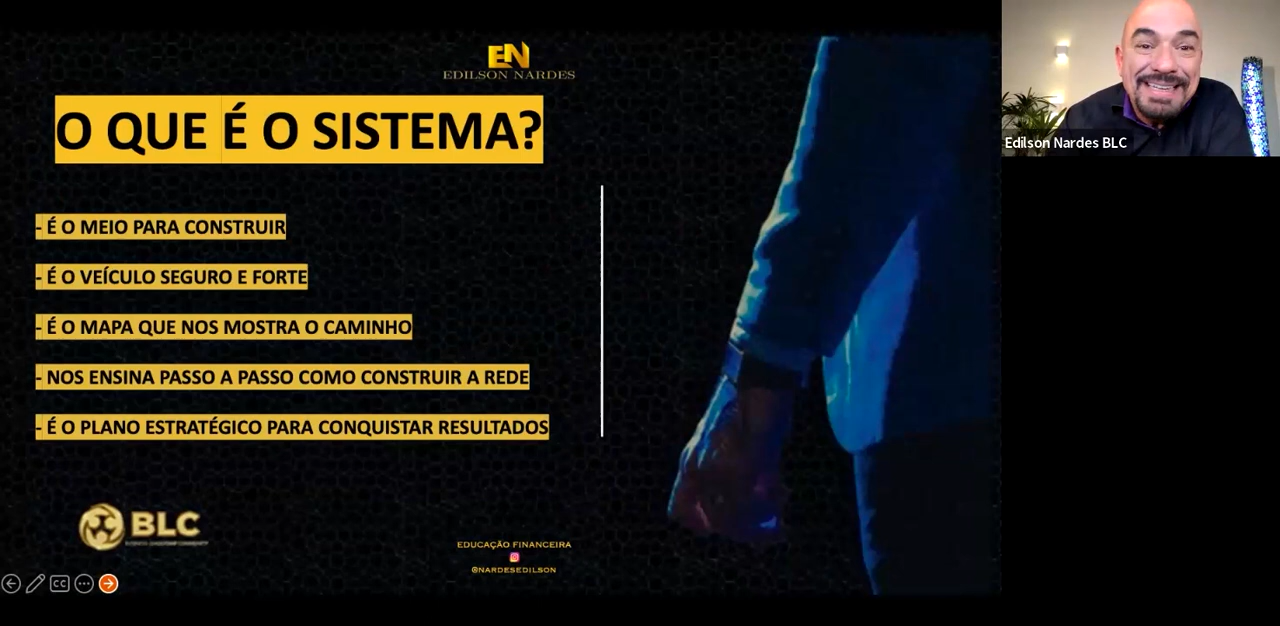 EN
EDILSON NARDES
O QUE É O SISTEMA?
- É O MEIO PARA CONSTRUIR
- É O VEÍCULO SEGURO E FORTE
- É O MAPA QUE NOS MOSTRA O CAMINHO
- NOS ENSINA PASSO A PASSO COMO CONSTRUIR A REDE
- É O PLANO ESTRATÉGICO PARA CONQUISTAR RESULTADOS
BLC
EDUCAÇÃO FINANCEIRA
@NARDESEDILSON
CC
Edilson Nardes BLC